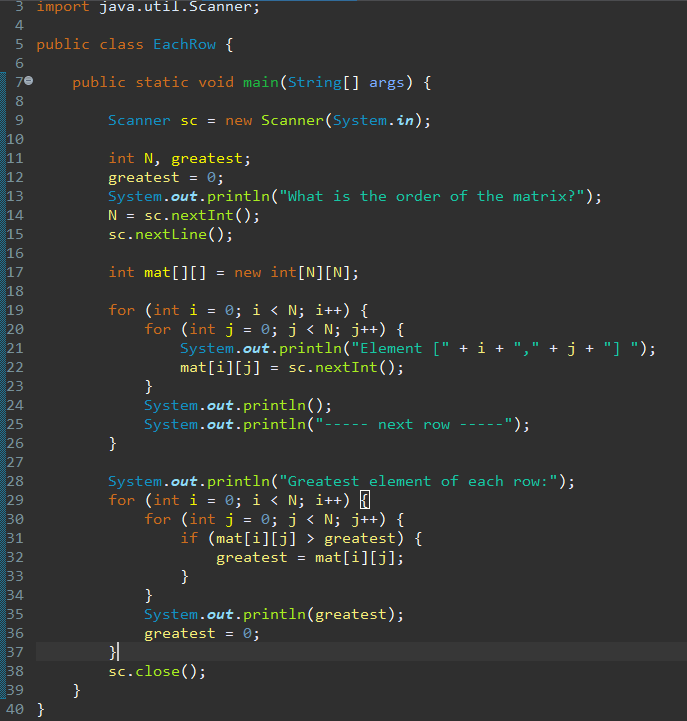 3 import java.util.Scanner;
4
5 public class EachRow {
6
7 public static void main(String[] args) {
8
9 Scanner sc = new Scanner(System.in);
10
11 int N, greatest;
12 greatest = 0;
13 System.out.println("What is the order of the matrix?");
14 N = sc.nextInt();
15 sc.nextLine();
16
17 int mat[][] = new int[N][N];
18
19 for (int i = 0; i < N; i++) {
20 for (int j = 0; j < N; j++) {
21 System.out.println("Element [" + i + "," + j + "] ");
22 mat[i][j] = sc.nextInt();
23 }
24 System.out.println();
25 System.out.println("----- next row -----");
26 }
27
28 System.out.println("Greatest element of each row:");
29 for (int i = 0; i < N; i++) {
30 for (int j = 0; j < N; j++) {
31 if (mat[i][j] > greatest) {
32 greatest = mat[i][j];
33 }
34 }
35 System.out.println(greatest);
36 greatest = 0;
37 }
38 sc.close();
39 }
40 }